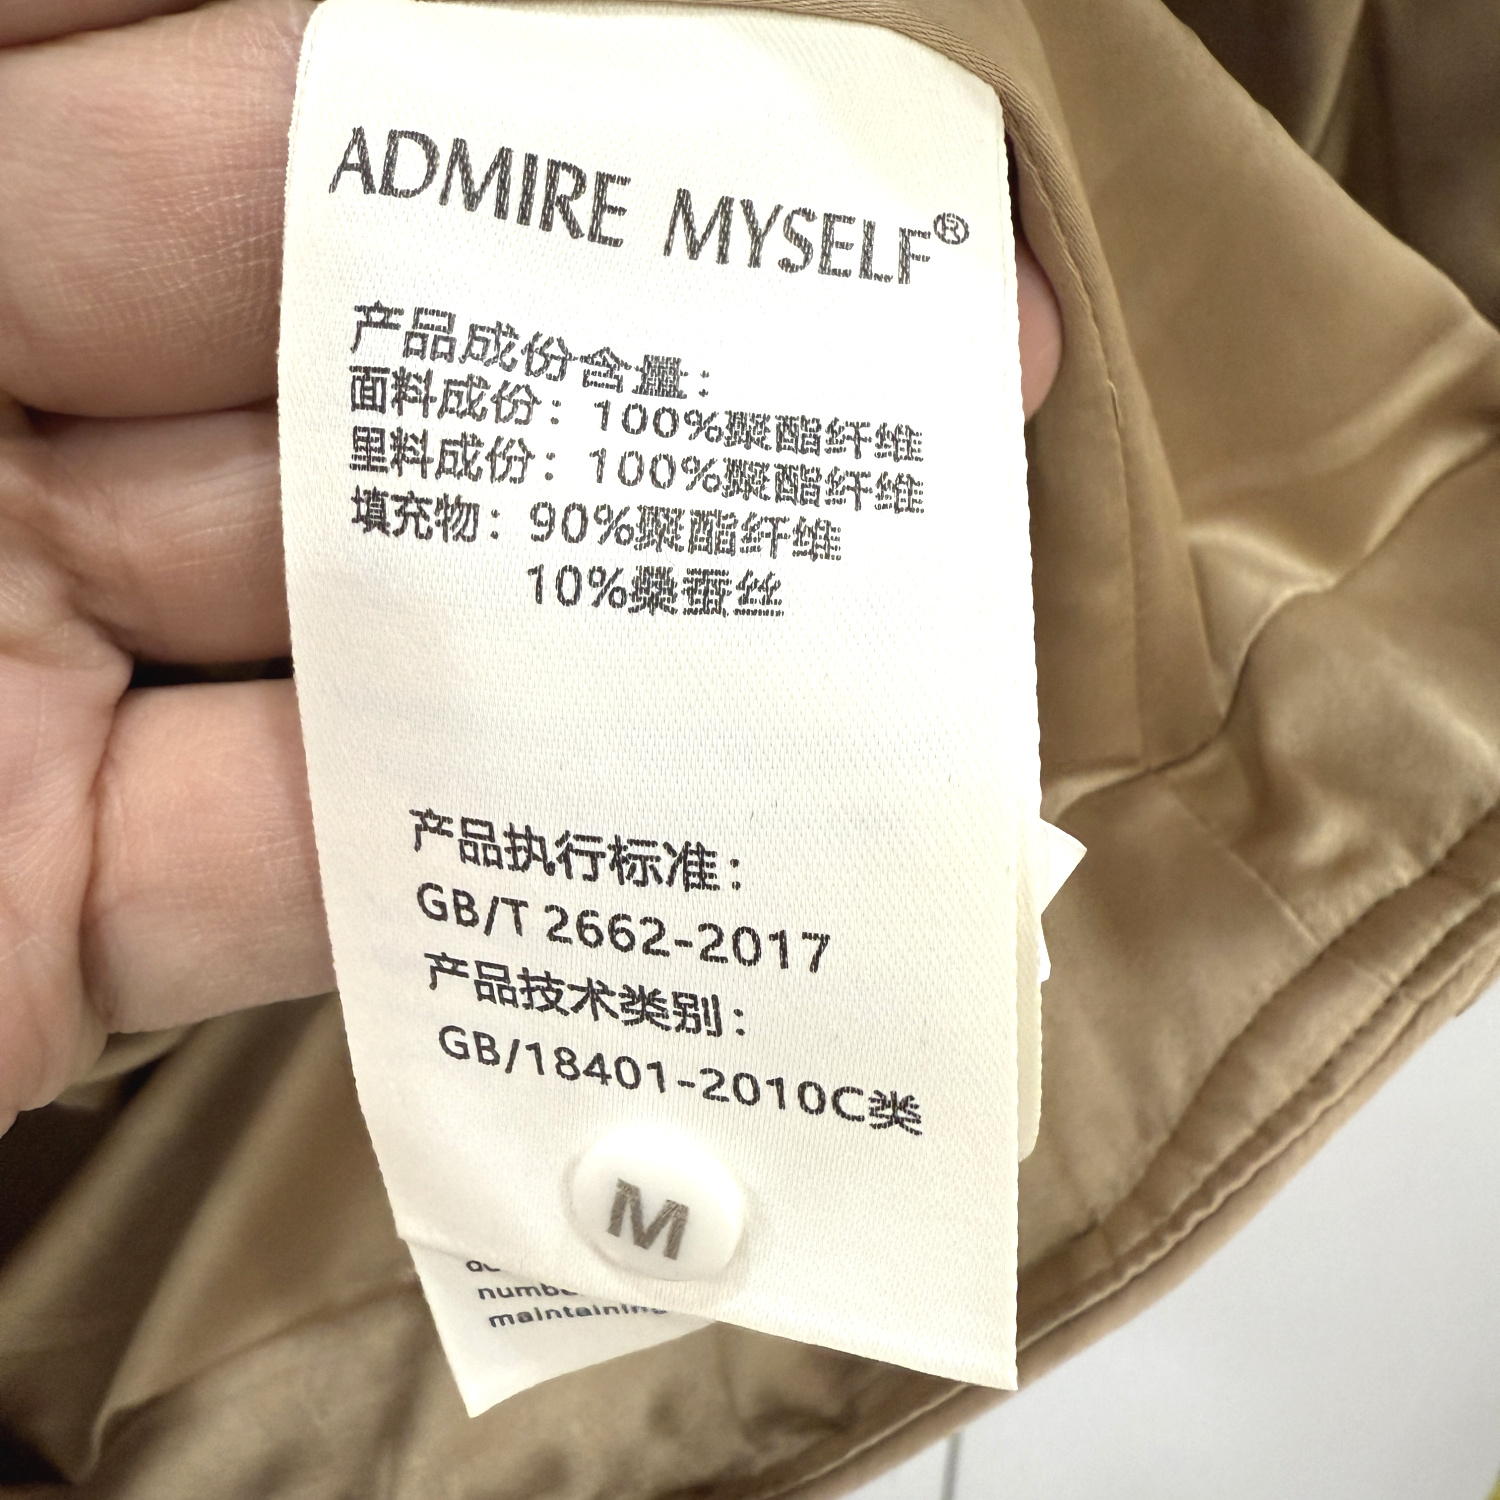 ADMIRE MYSELF®
产品成份含量：
面料成份：100%聚酯纤维
里料成份：100%聚酯纤维
填充物：90%聚酯纤维
10%桑蚕丝
产品执行标准：
GB/T 2662-2017
产品技术类别：
GB/18401-2010C类
M